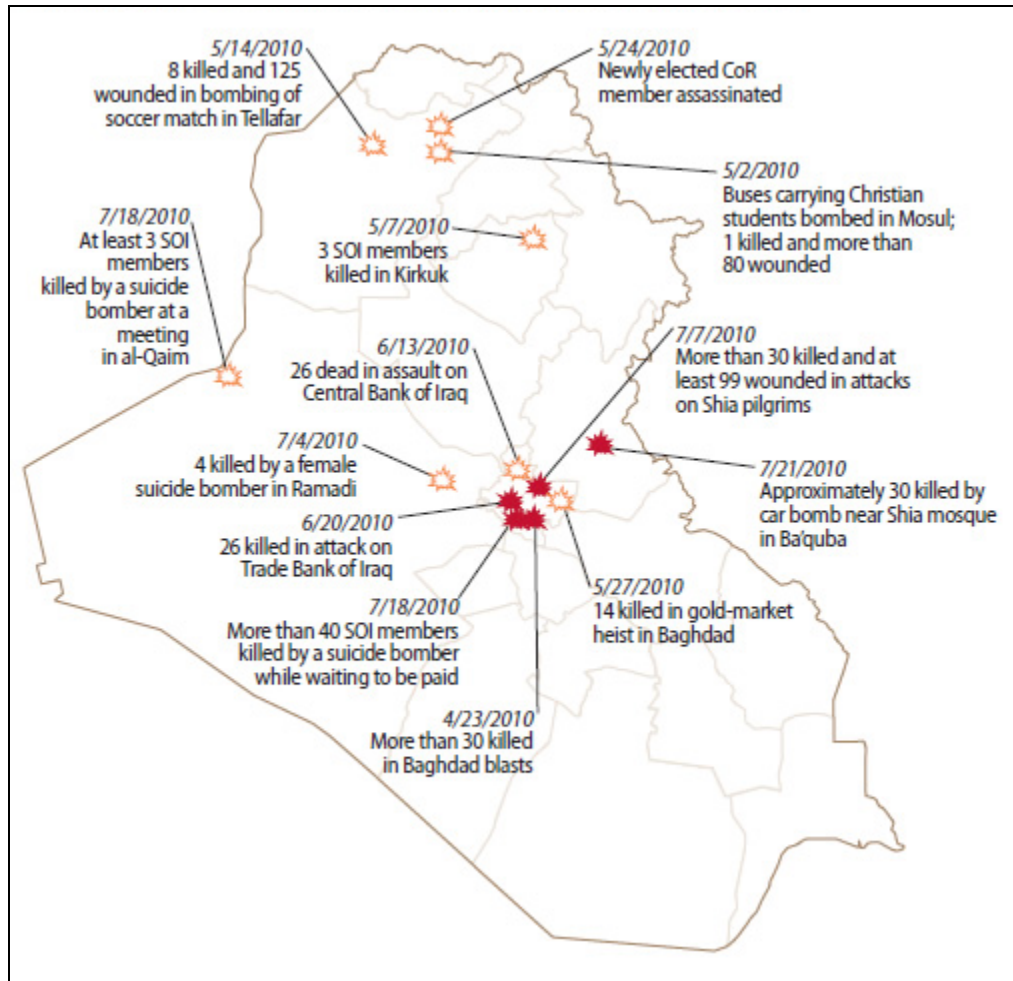 5/14/2010
8 killed and 125
wounded in bombing of
soccer match in Tellafar
5/24/2010
Newly elected CoR
member assassinated
5/2/2010
Buses carrying Christian
students bombed in Mosul;
1 killed and more than
80 wounded
7/18/2010
At least 3 SOI
members
killed by a suicide
bomber at a
meeting
in al-Qaim
5/7/2010
3 SOI members
killed in Kirkuk
6/13/2010
26 dead in assault on
Central Bank of Iraq
7/7/2010
More than 30 killed and at
least 99 wounded in attacks
on Shia pilgrims
7/4/2010
4 killed by a female
suicide bomber in Ramadi
7/21/2010
Approximately 30 killed by
car bomb near Shia mosque
in Ba'quba
6/20/2010
26 killed in attack on
Trade Bank of Iraq
5/27/2010
14 killed in gold-market
heist in Baghdad
7/18/2010
More than 40 SOI members
killed by a suicide bomber
while waiting to be paid
4/23/2010
More than 30 killed
in Baghdad blasts